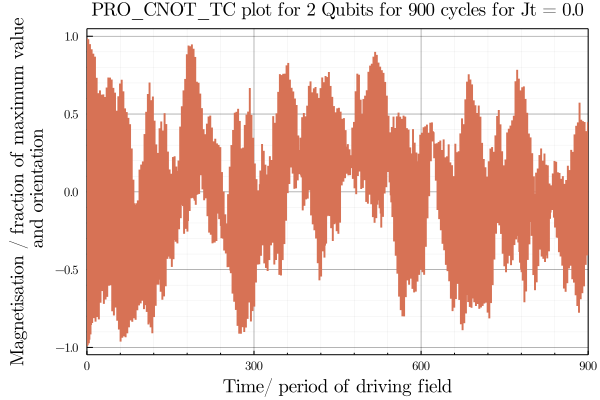 PRO_CNOT_TC plot for 2 Qubits for 900 cycles for Jt = 0.0
Magnetisation / fraction of maximum value
and orientation
1.0
0.5
0.0
−0.5
−1.0
0
300
600
900
Time/ period of driving field